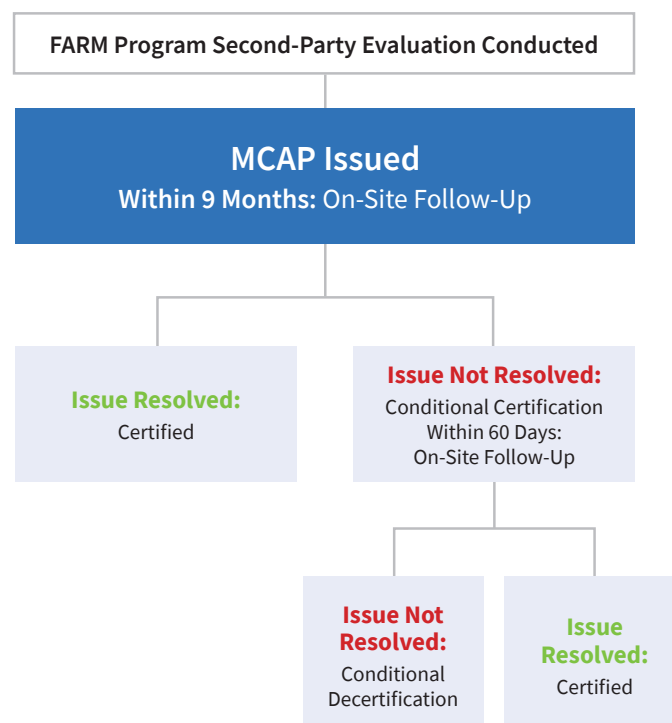 FARM Program Second-Party Evaluation Conducted
MCAP Issued
Within 9 Months: On-Site Follow-Up
Issue Resolved:
Certified
Issue Not Resolved:
Conditional Certification
Within 60 Days:
On-Site Follow-Up
Issue Not
Resolved:
Conditional
Decertification
Issue
Resolved:
Certified